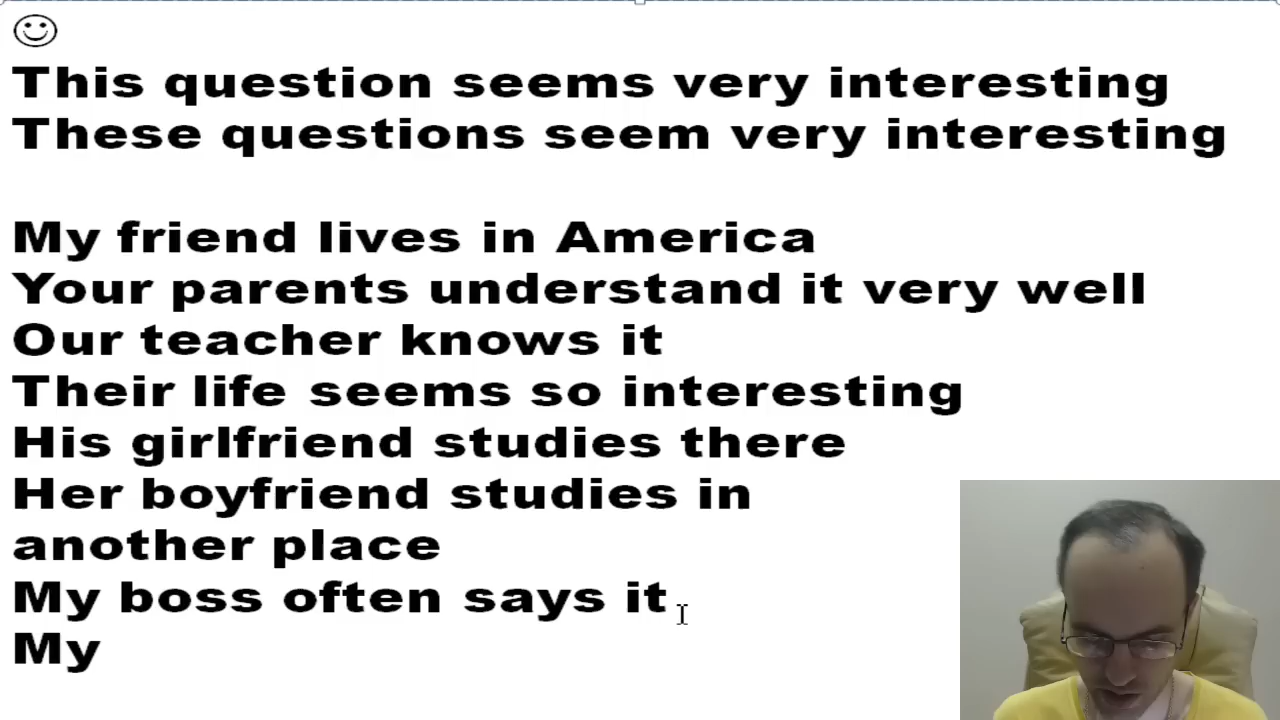 This question seems very interesting
These questions seem very interesting
My friend lives in America
Your parents understand it very well
Our teacher knows it
Their life seems so interesting
His girlfriend studies there
Her boyfriend studies in
another place
My boss often says it
My